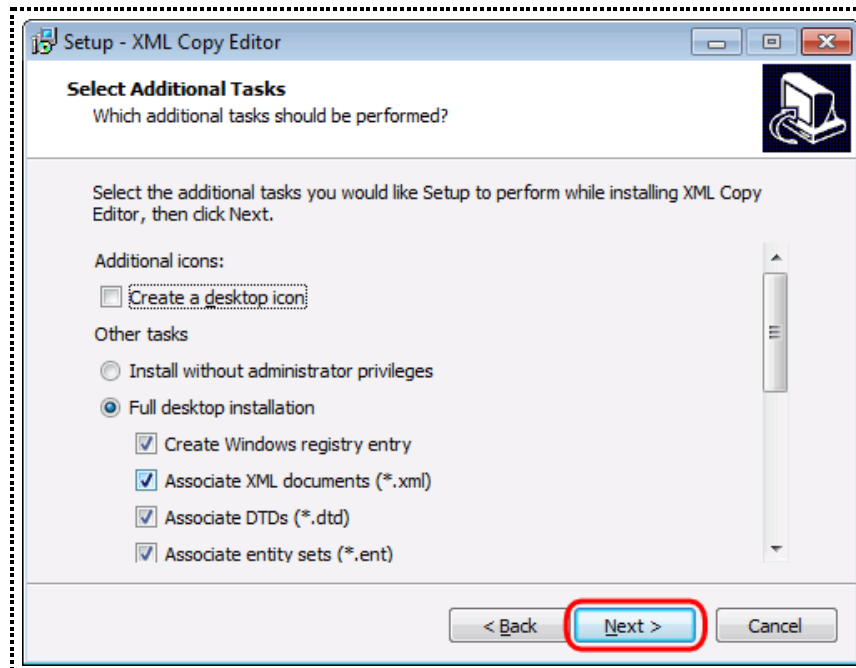 Setup - XML Copy Editor
Select Additional Tasks
Which additional tasks should be performed?
Select the additional tasks you would like Setup to perform while installing XML Copy
Editor, then click Next.
Additional icons:
Create a desktop icon
Other tasks
Install without administrator privileges
Full desktop installation
Create Windows registry entry
Associate XML documents (*.xml)
Associate DTDs (*.dtd)
Associate entity sets (*.ent)
< Back Next > Cancel